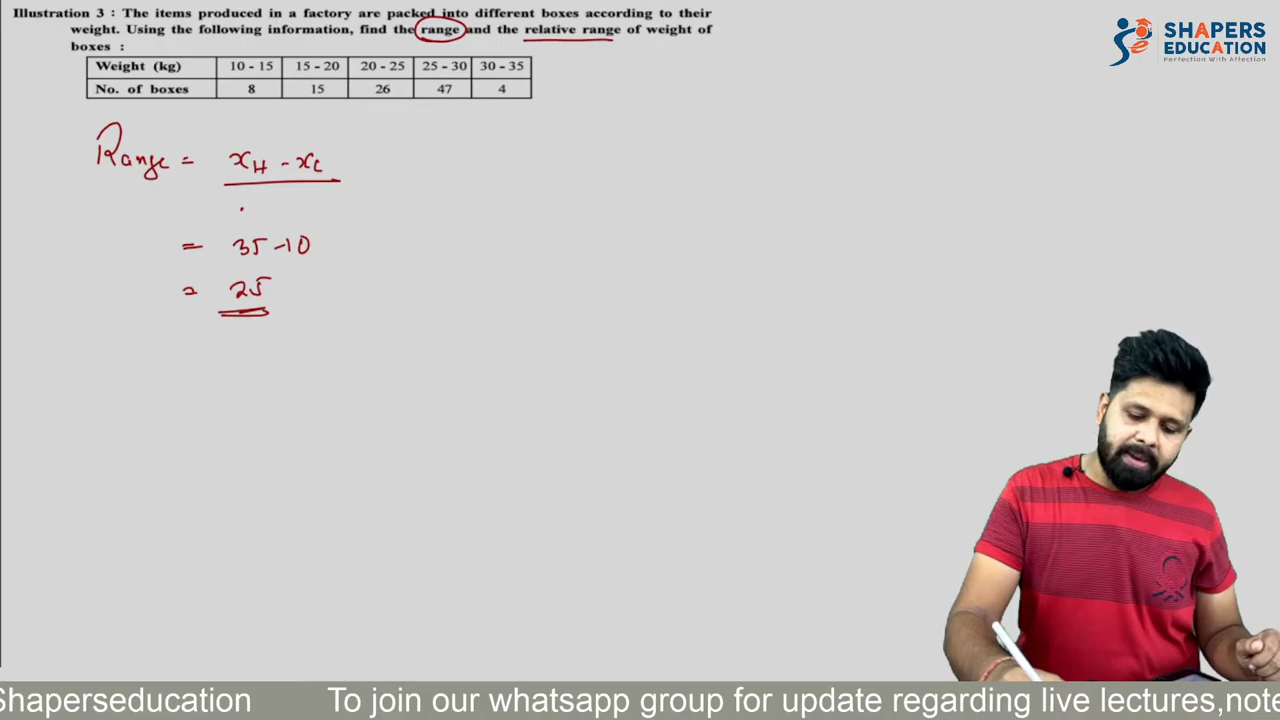 Illustration 3 : The items produced in a factory are packed into different boxes according to their
weight. Using the following information, find the range and the relative range of weight of
boxes :
Weight (kg) 10 - 15 15 - 20 20 - 25 25 - 30 30 - 35
No. of boxes 8 15 26 47 4
Range = xH - xL
= 35 - 10
= 25
SHAPERS
EDUCATION
Perfection With Affection
Shaperseducation To join our whatsapp group for update regarding live lectures,note